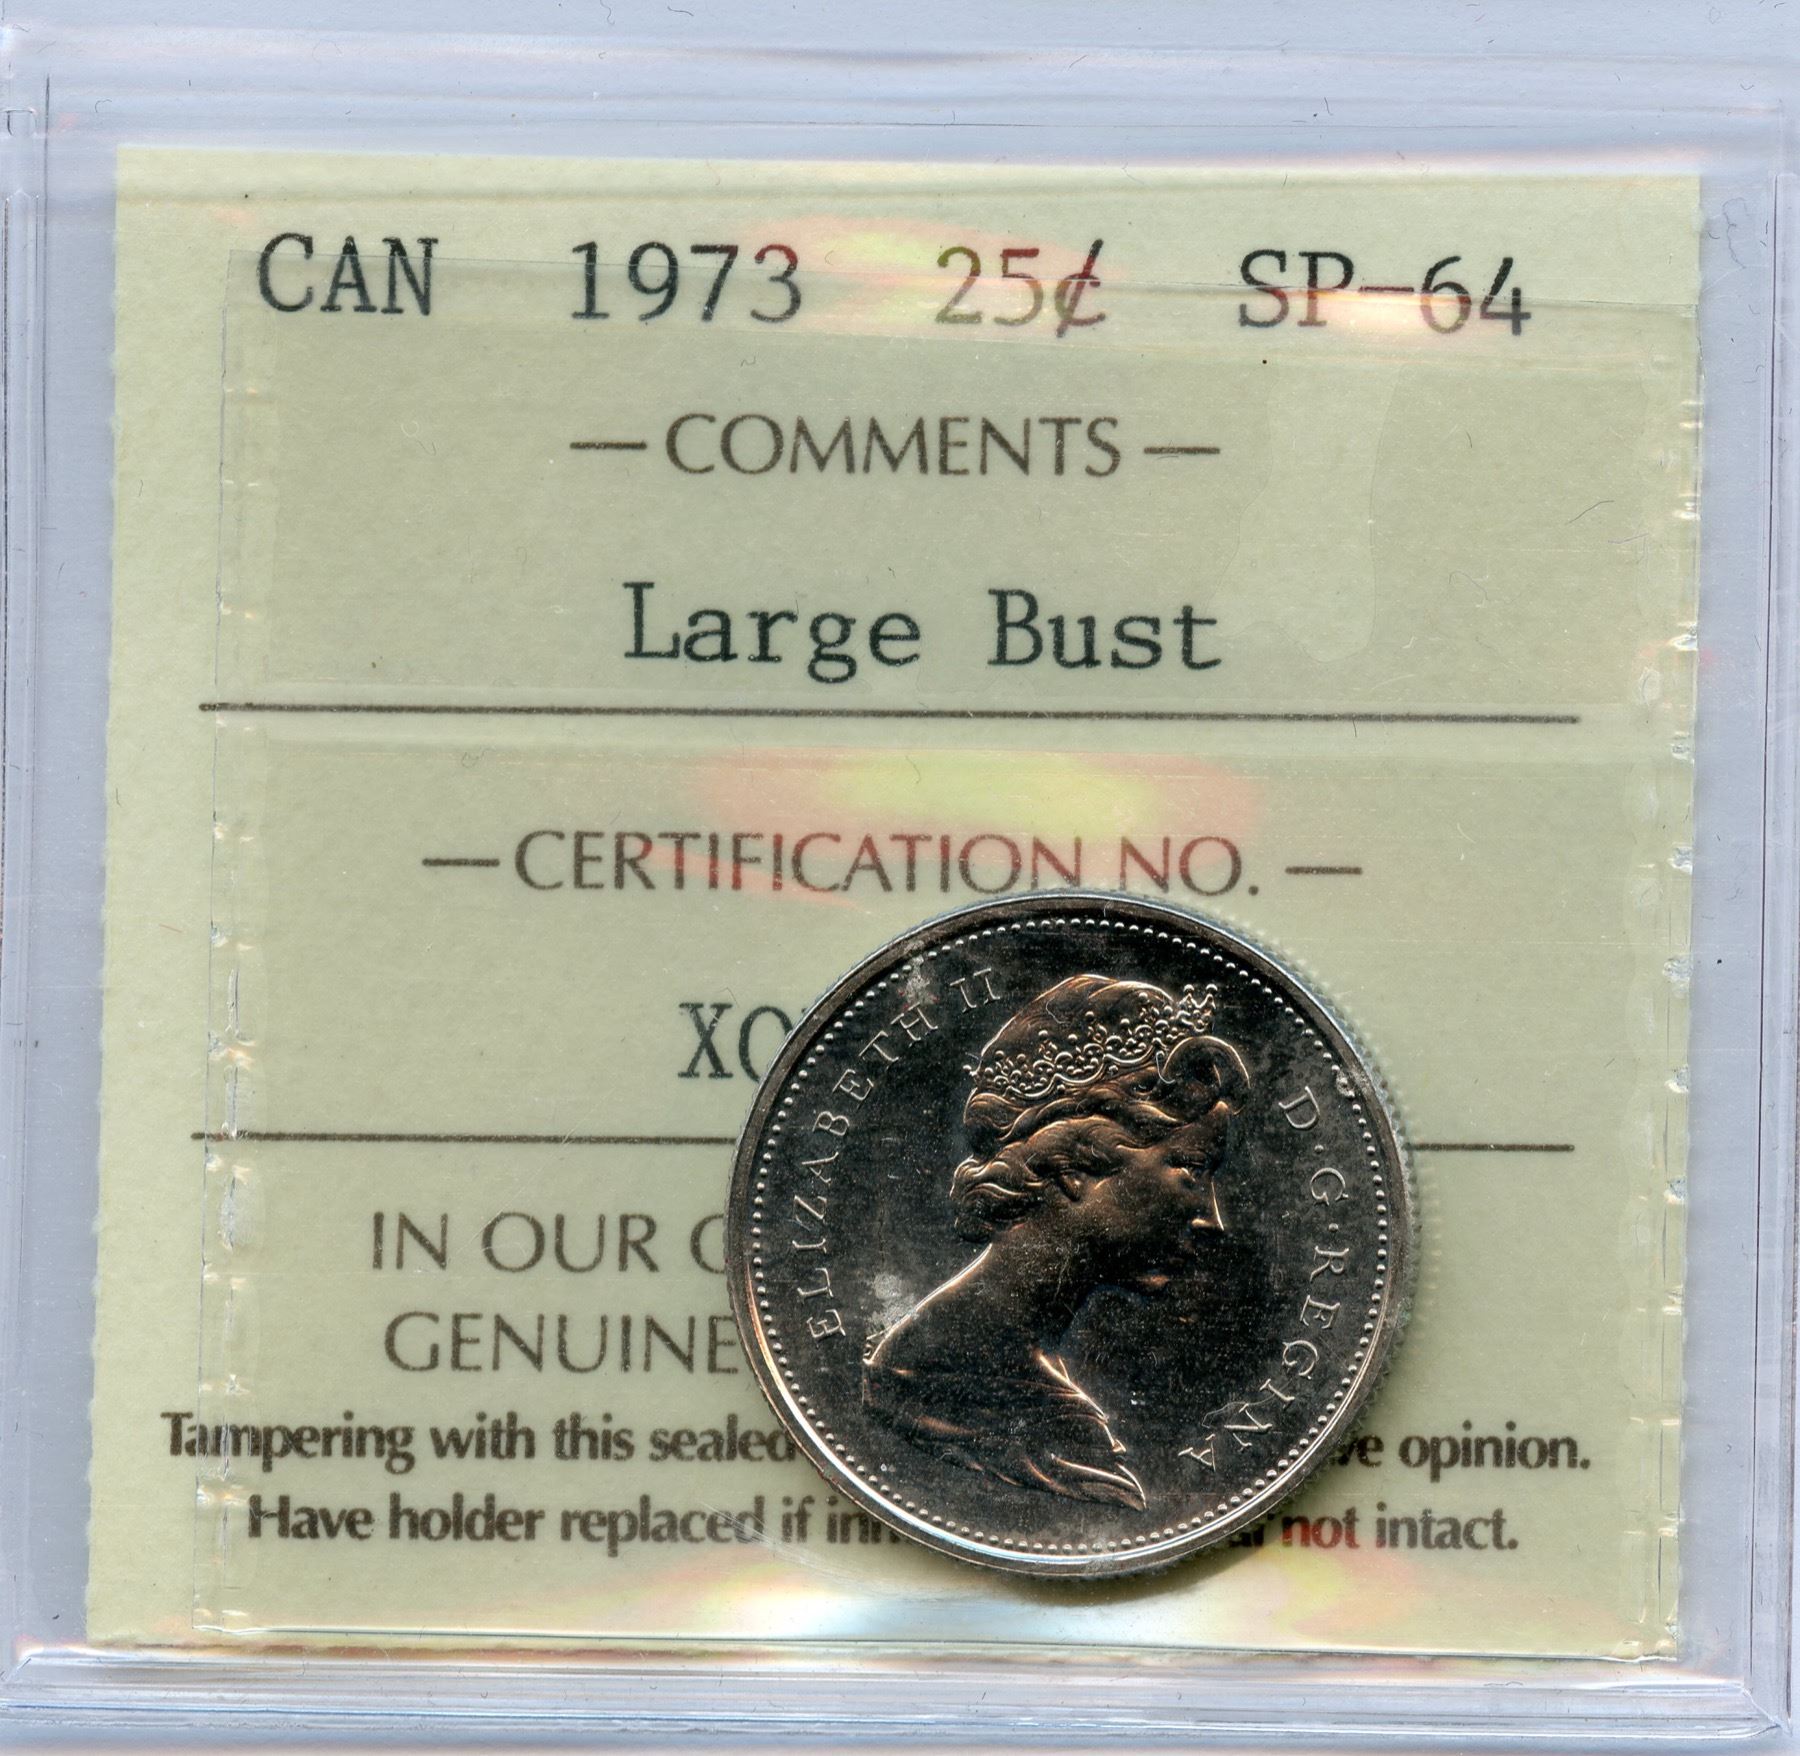 CAN 1973 25¢ SP-64
— COMMENTS —
Large Bust
— CERTIFICATION NO. —
IN OUR
GENUINE
Tampering with this sealed opinion.
Have holder replaced if not intact.
ELIZABETH II D·G·REGINA